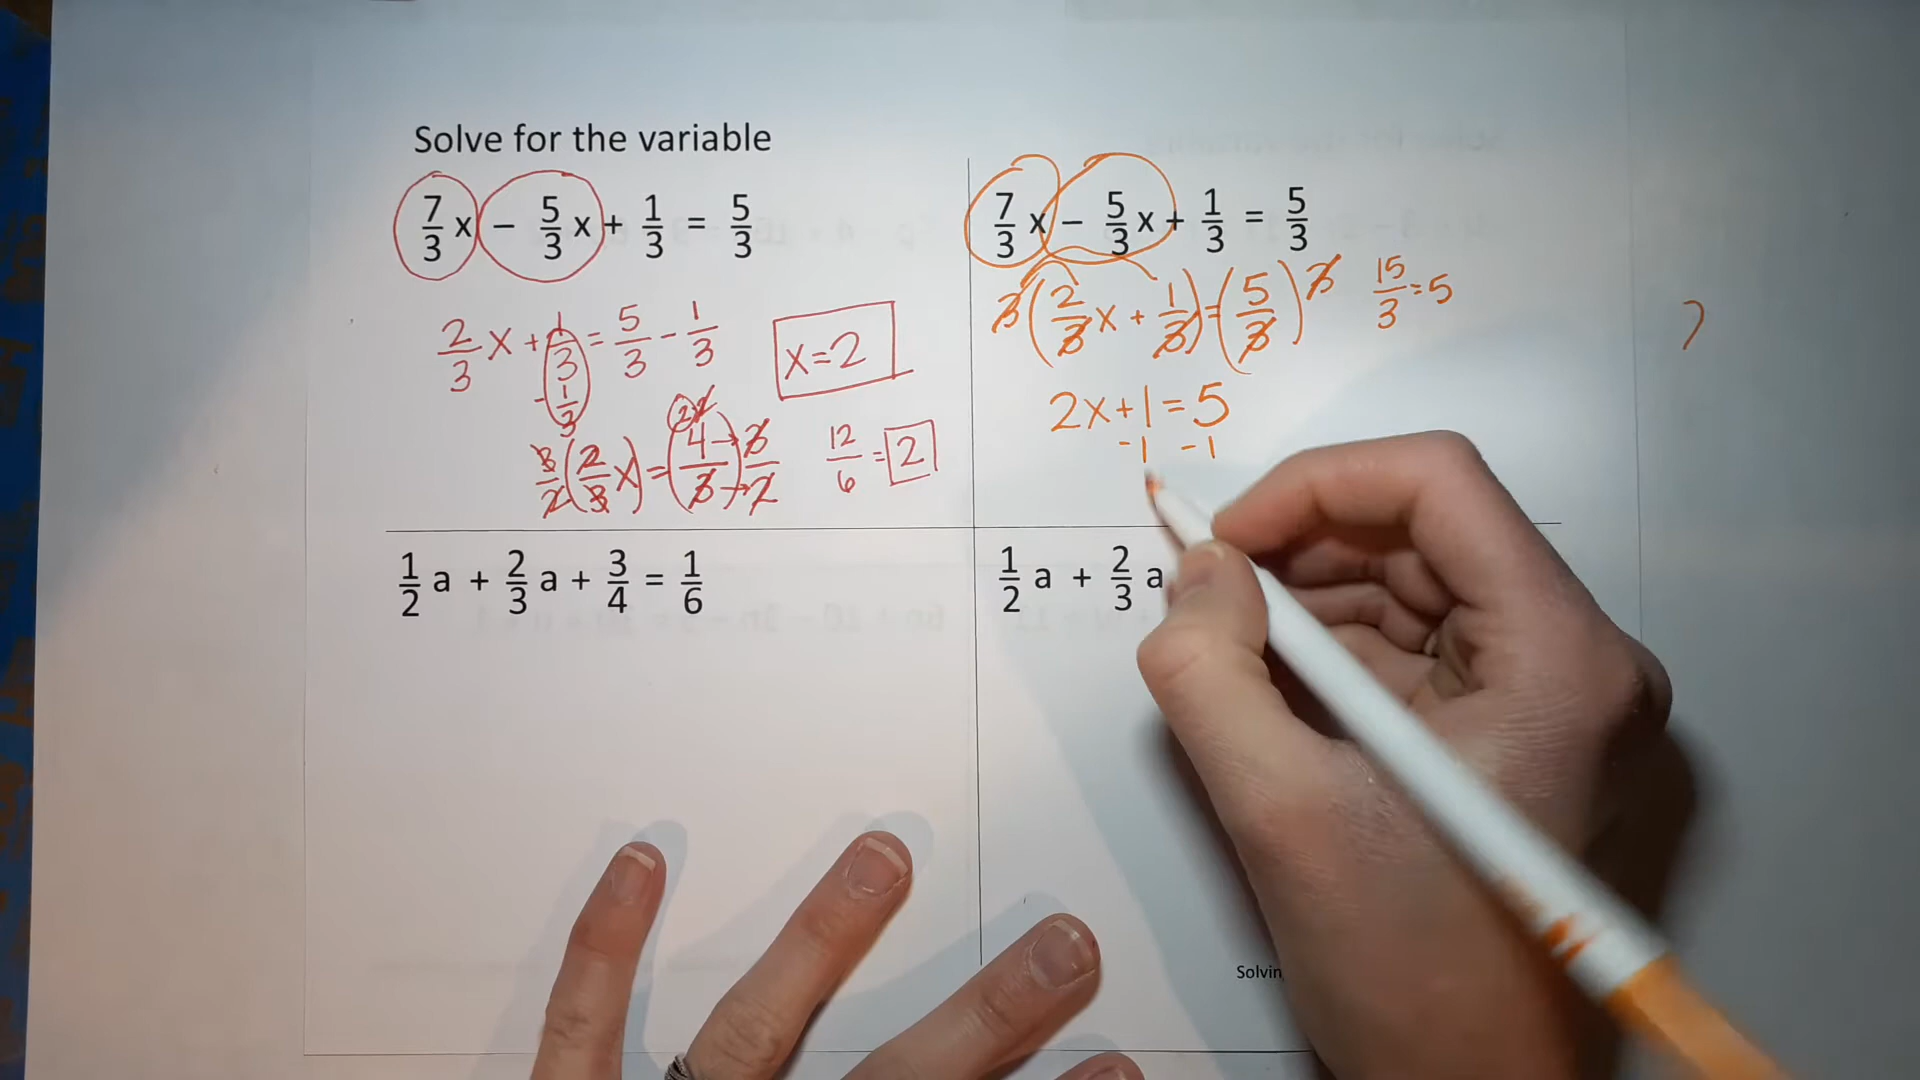 Solve for the variable
7/3 x − 5/3 x + 1/3 = 5/3
2/3 x + 1/3 = 5/3 − 1/3
− 1/3
x = 2
3/2 (2/3 x) = (4/3) 3/2
2 2
12/6 = 2
7/3 x − 5/3 x + 1/3 = 5/3
3 (2/3 x + 1/3) = (5/3) 3
15/3 = 5
2x + 1 = 5
−1 −1
1/2 a + 2/3 a + 3/4 = 1/6
1/2 a + 2/3 a